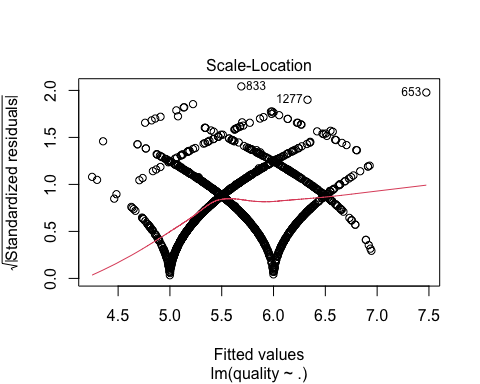 Scale-Location
√|Standardized residuals|
2.0
1.5
1.0
0.5
0.0
833
1277
653
4.5 5.0 5.5 6.0 6.5 7.0 7.5
Fitted values
lm(quality ~ .)